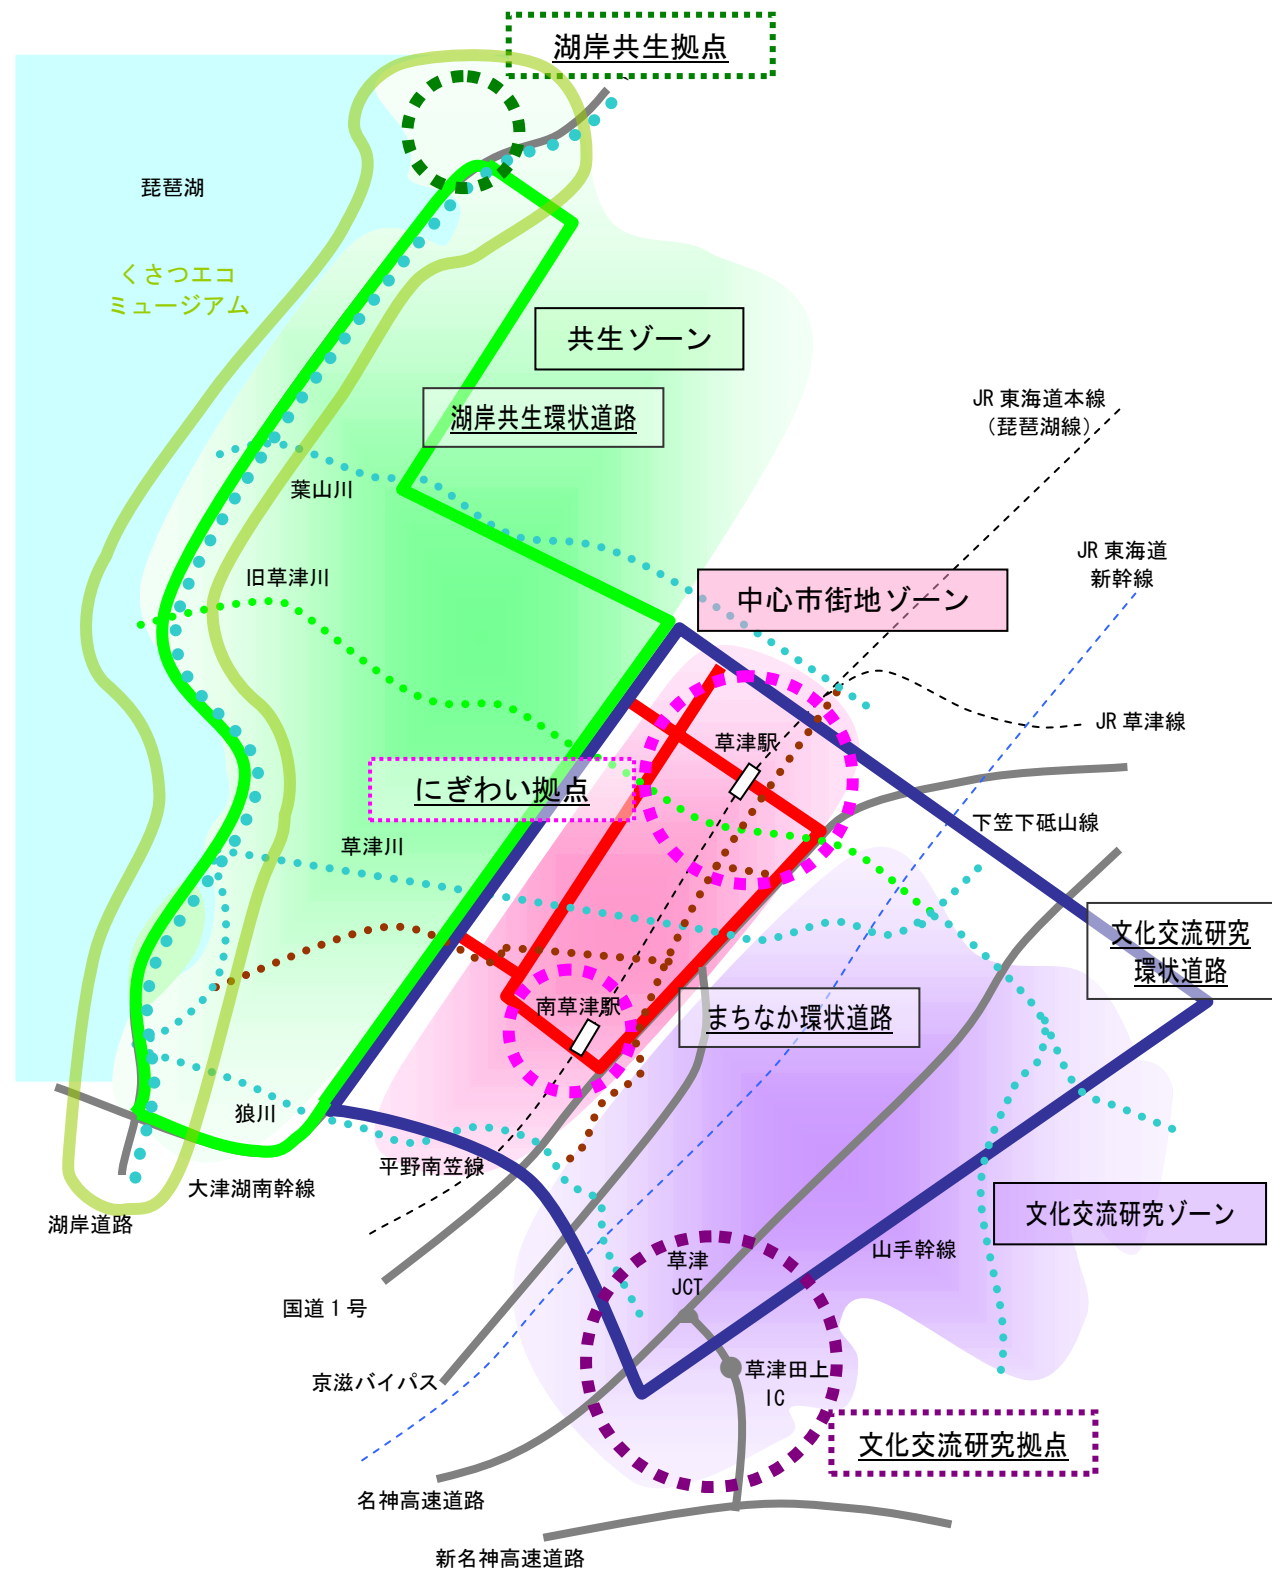 湖岸共生拠点
琵琶湖
くさつエコ
ミュージアム
共生ゾーン
湖岸共生環状道路
JR東海道本線
（琵琶湖線）
葉山川
JR東海道
新幹線
旧草津川
中心市街地ゾーン
JR草津線
草津駅
にぎわい拠点
下笠下砥山線
草津川
文化交流研究
環状道路
南草津駅
まちなか環状道路
狼川
平野南笠線
大津湖南幹線
湖岸道路
文化交流研究ゾーン
山手幹線
草津
JCT
国道1号
京滋バイパス
草津田上
IC
文化交流研究拠点
名神高速道路
新名神高速道路